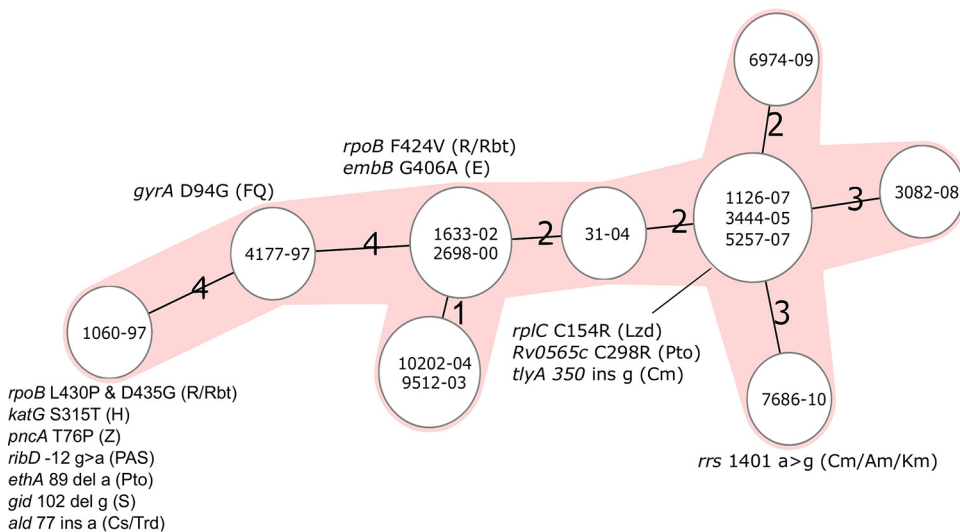 6974-09
2
rpoB F424V (R/Rbt)
embB G406A (E)
gyrA D94G (FQ)
1126-07
3444-05
5257-07
3
3082-08
4177-97
4
1633-02
2698-00
2
31-04
2
4
1060-97
1
10202-04
9512-03
3
rplC C154R (Lzd)
Rv0565c C298R (Pto)
tlyA 350 ins g (Cm)
7686-10
rrs 1401 a>g (Cm/Am/Km)
rpoB L430P & D435G (R/Rbt)
katG S315T (H)
pncA T76P (Z)
ribD -12 g>a (PAS)
ethA 89 del a (Pto)
gid 102 del g (S)
ald 77 ins a (Cs/Trd)